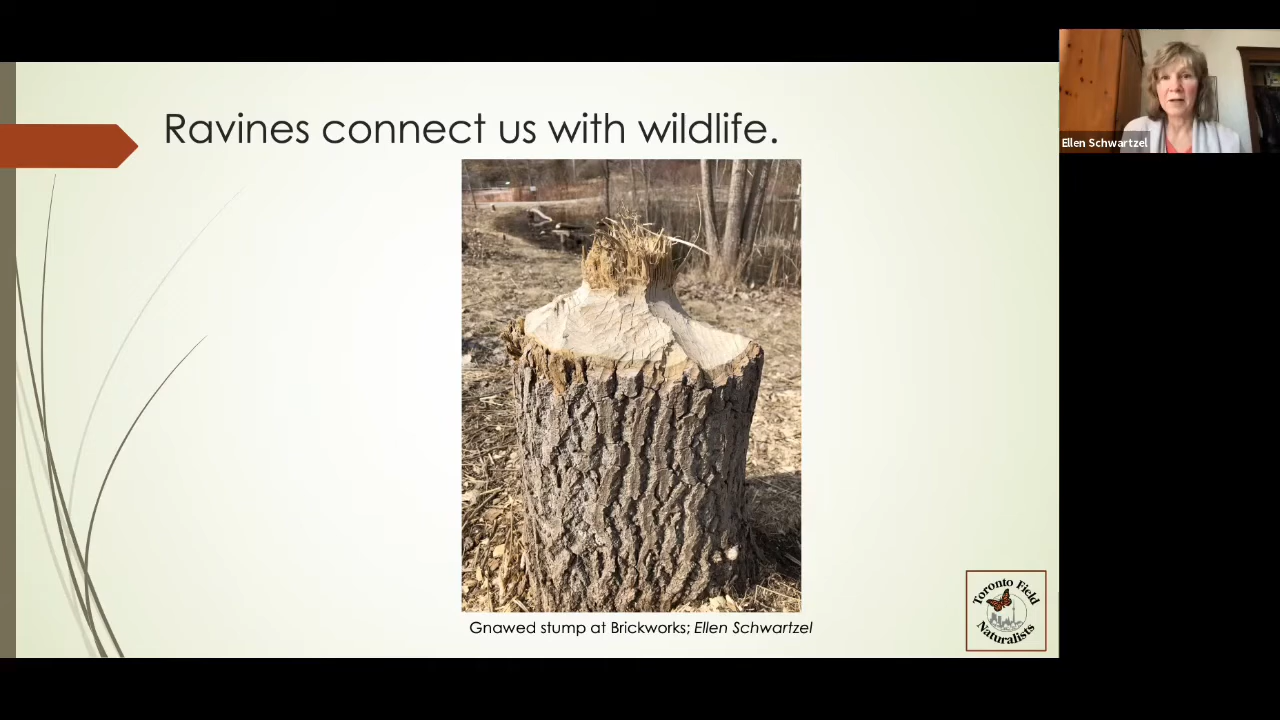 Ravines connect us with wildlife.
Ellen Schwartzel
Gnawed stump at Brickworks; Ellen Schwartzel
Toronto Field
Naturalists